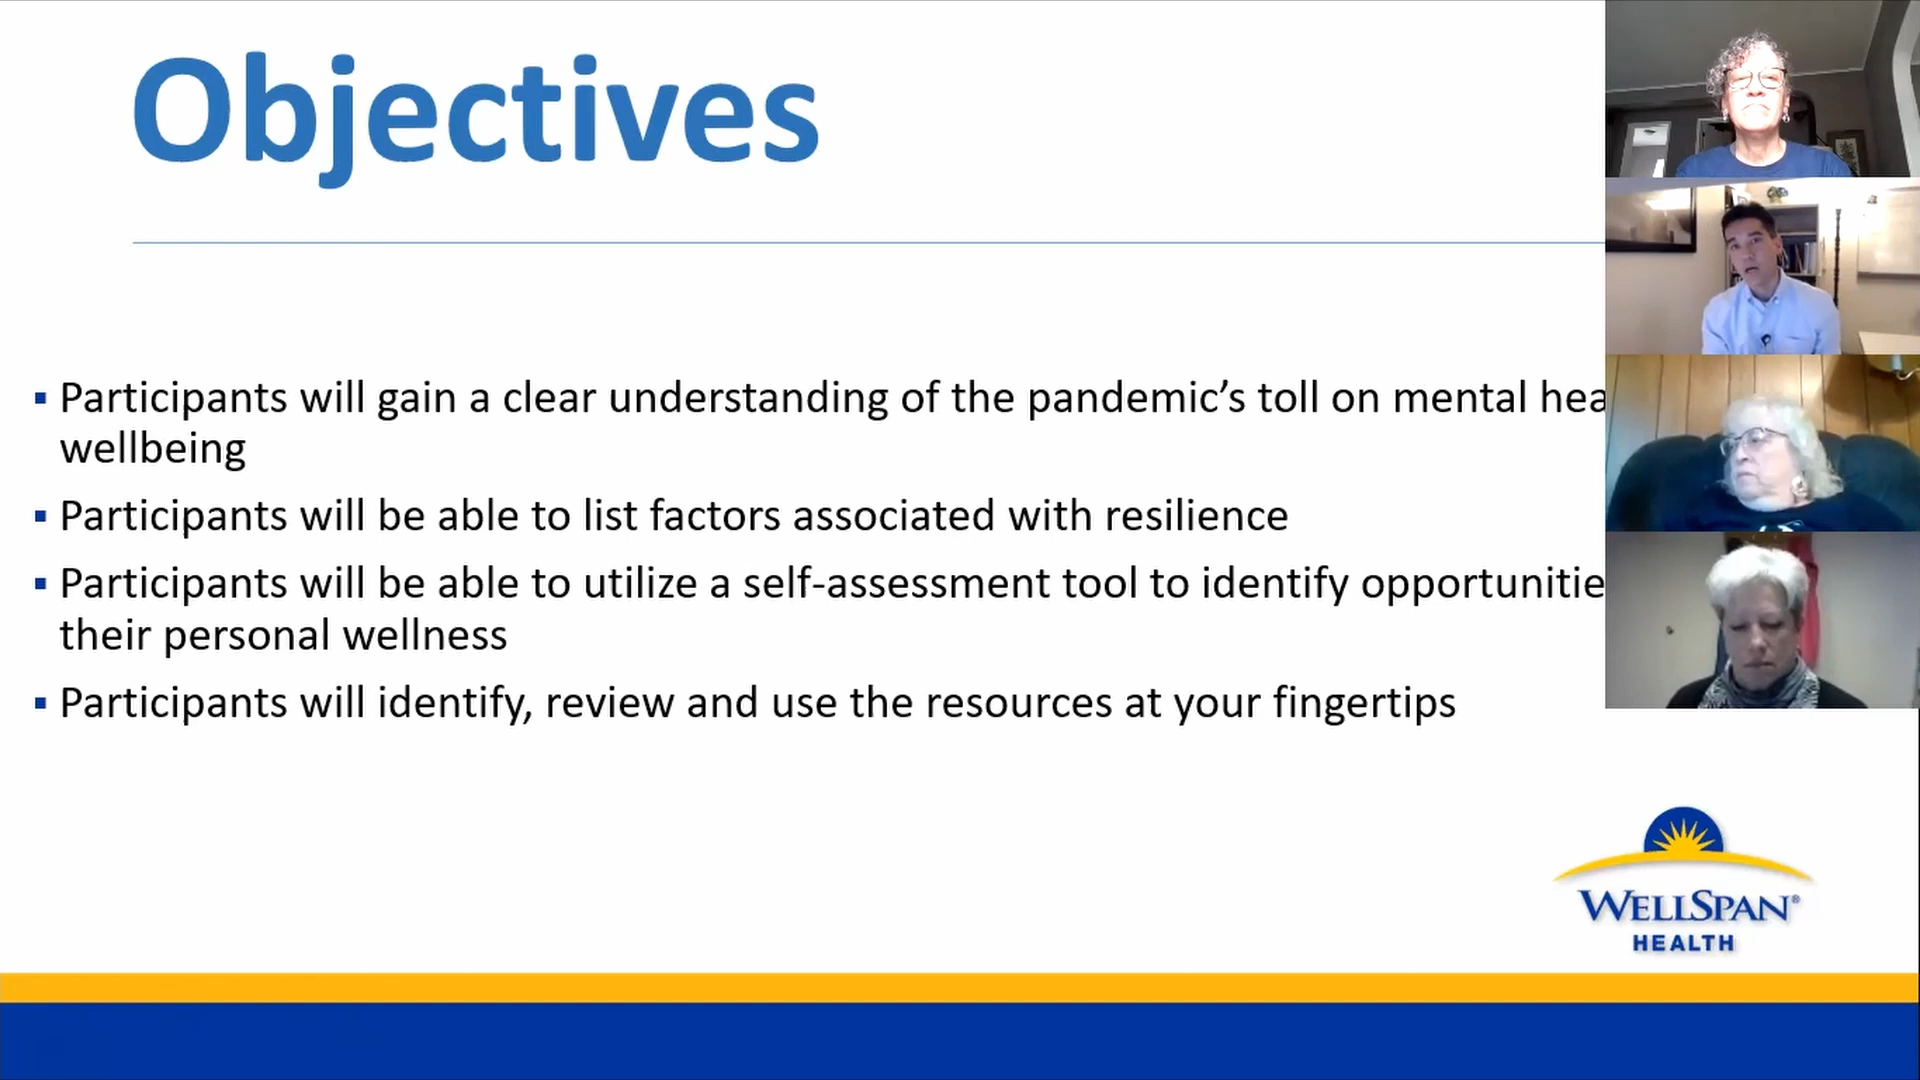 Objectives
▪ Participants will gain a clear understanding of the pandemic’s toll on mental
wellbeing
▪ Participants will be able to list factors associated with resilience
▪ Participants will be able to utilize a self-assessment tool to identify
their personal wellness
▪ Participants will identify, review and use the resources at your fingertips
WELLSPAN®
HEALTH